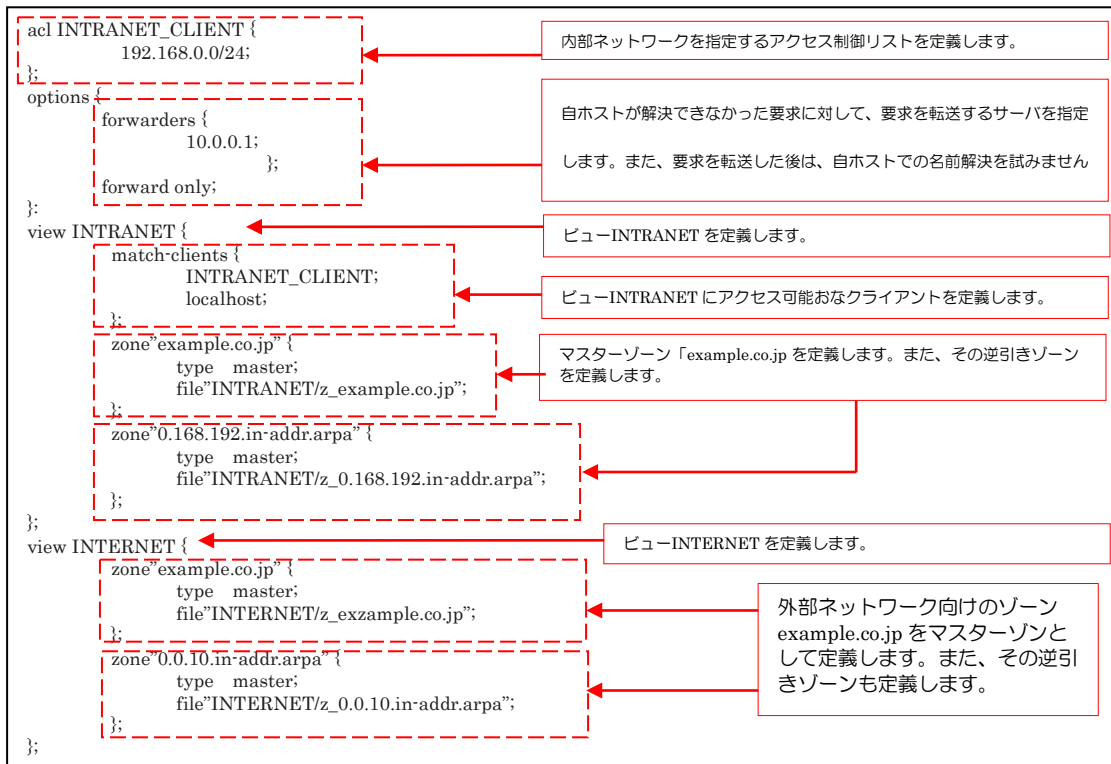 acl INTRANET_CLIENT {
192.168.0.0/24;
};
内部ネットワークを指定するアクセス制御リストを定義します。
options {
forwarders {
10.0.0.1;
};
forward only;
}:
自ホストが解決できなかった要求に対して、要求を転送するサーバを指定
します。また、要求を転送した後は、自ホストでの名前解決を試みません
view INTRANET {
ビューINTRANET を定義します。
match-clients {
INTRANET_CLIENT;
localhost;
};
ビューINTRANET にアクセス可能おなクライアントを定義します。
zone"example.co.jp" {
type master;
file"INTRANET/z_example.co.jp";
};
マスターゾーン「example.co.jp を定義します。また、その逆引きゾーン
を定義します。
zone"0.168.192.in-addr.arpa" {
type master;
file"INTRANET/z_0.168.192.in-addr.arpa";
};
};
view INTERNET {
ビューINTERNET を定義します。
zone"example.co.jp" {
type master;
file"INTERNET/z_exzample.co.jp";
};
zone"0.0.10.in-addr.arpa" {
type master;
file"INTERNET/z_0.0.10.in-addr.arpa";
};
};
外部ネットワーク向けのゾーン
example.co.jp をマスターゾンと
して定義します。また、その逆引
きゾーンも定義します。